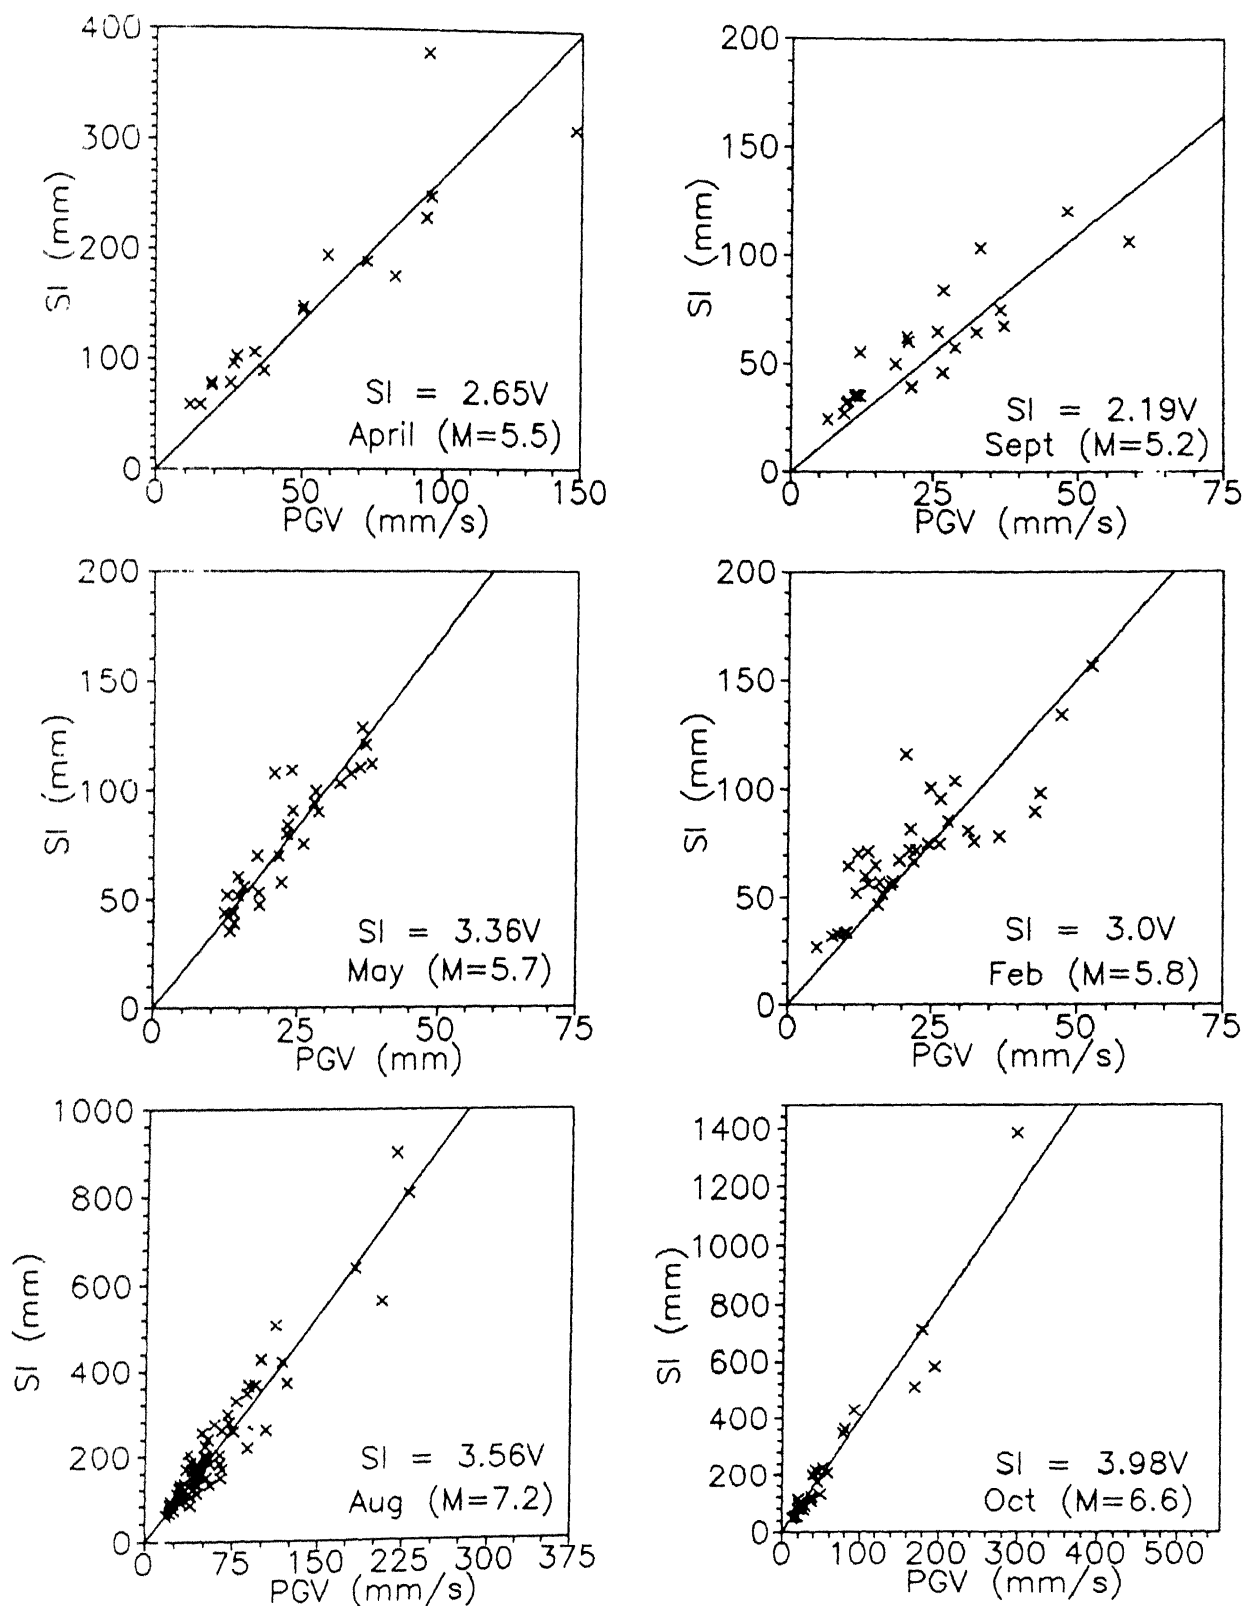 400
300
200
100
0
SI (mm)
SI = 2.65V
April (M=5.5)
0 50 100 150
PGV (mm/s)
200
150
100
50
0
SI (mm)
SI = 2.19V
Sept (M=5.2)
0 25 50 75
PGV (mm/s)
200
150
100
50
0
SI (mm)
SI = 3.36V
May (M=5.7)
0 25 50 75
PGV (mm)
200
150
100
50
0
SI (mm)
SI = 3.0V
Feb (M=5.8)
0 25 50 75
PGV (mm/s)
1000
800
600
400
200
0
SI (mm)
SI = 3.56V
Aug (M=7.2)
0 75 150 225 300 375
PGV (mm/s)
1400
1200
1000
800
600
400
200
0
SI (mm)
SI = 3.98V
Oct (M=6.6)
0 100 200 300 400 500
PGV (mm/s)